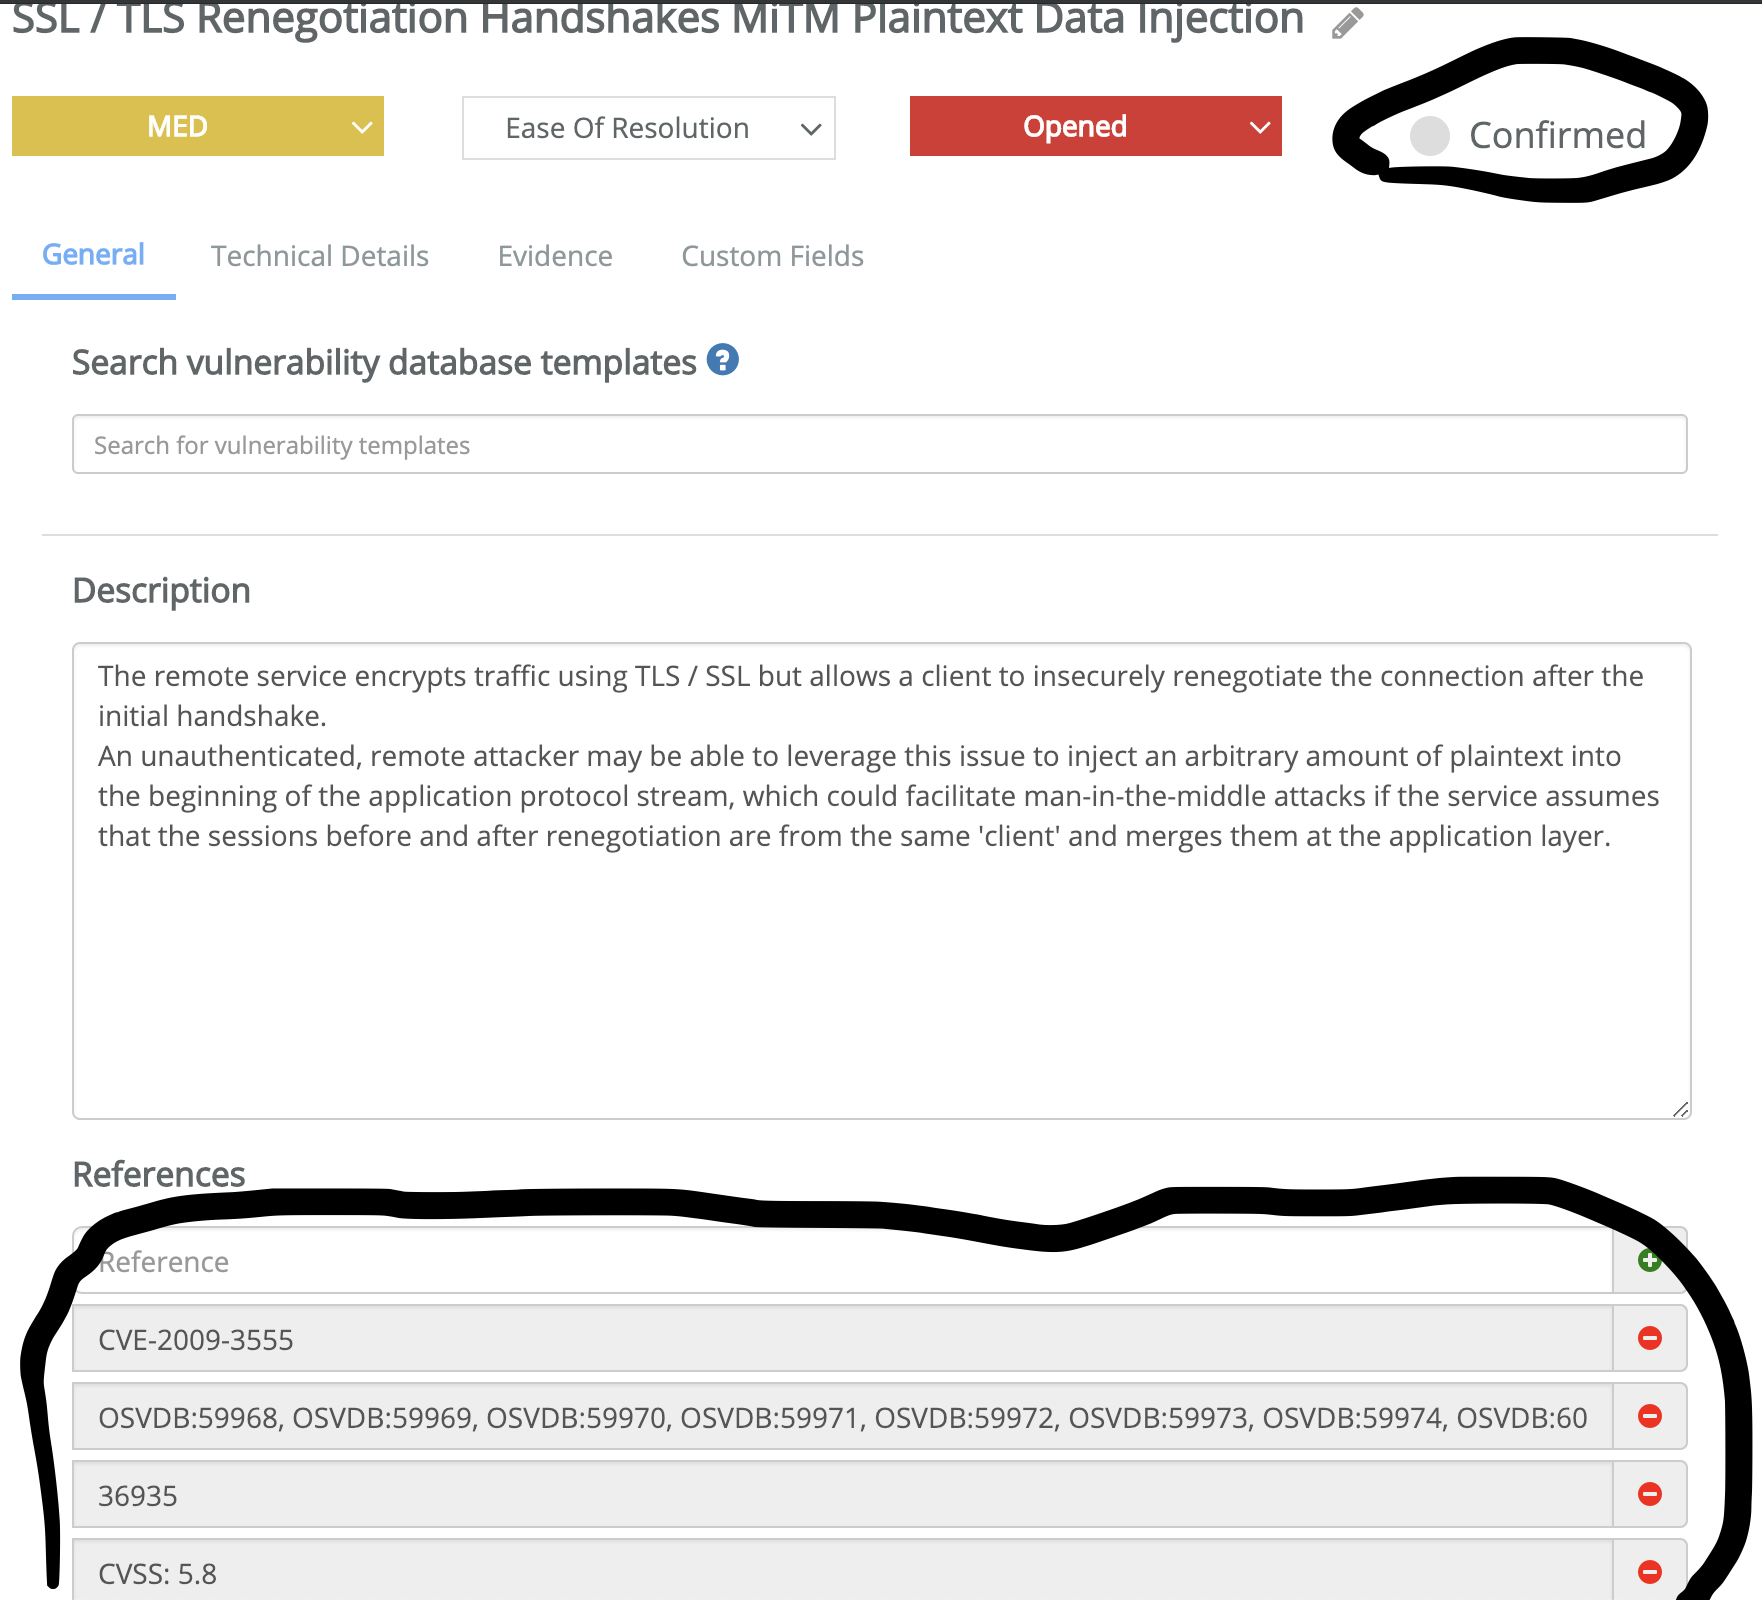 SSL / TLS Renegotiation Handshakes MiTM Plaintext Data Injection
MED
Ease Of Resolution
Opened
Confirmed
General
Technical Details
Evidence
Custom Fields
Search vulnerability database templates ?
Search for vulnerability templates
Description
The remote service encrypts traffic using TLS / SSL but allows a client to insecurely renegotiate the connection after the
initial handshake.
An unauthenticated, remote attacker may be able to leverage this issue to inject an arbitrary amount of plaintext into
the beginning of the application protocol stream, which could facilitate man-in-the-middle attacks if the service assumes
that the sessions before and after renegotiation are from the same 'client' and merges them at the application layer.
References
Reference
CVE-2009-3555
OSVDB:59968, OSVDB:59969, OSVDB:59970, OSVDB:59971, OSVDB:59972, OSVDB:59973, OSVDB:59974, OSVDB:60
36935
CVSS: 5.8